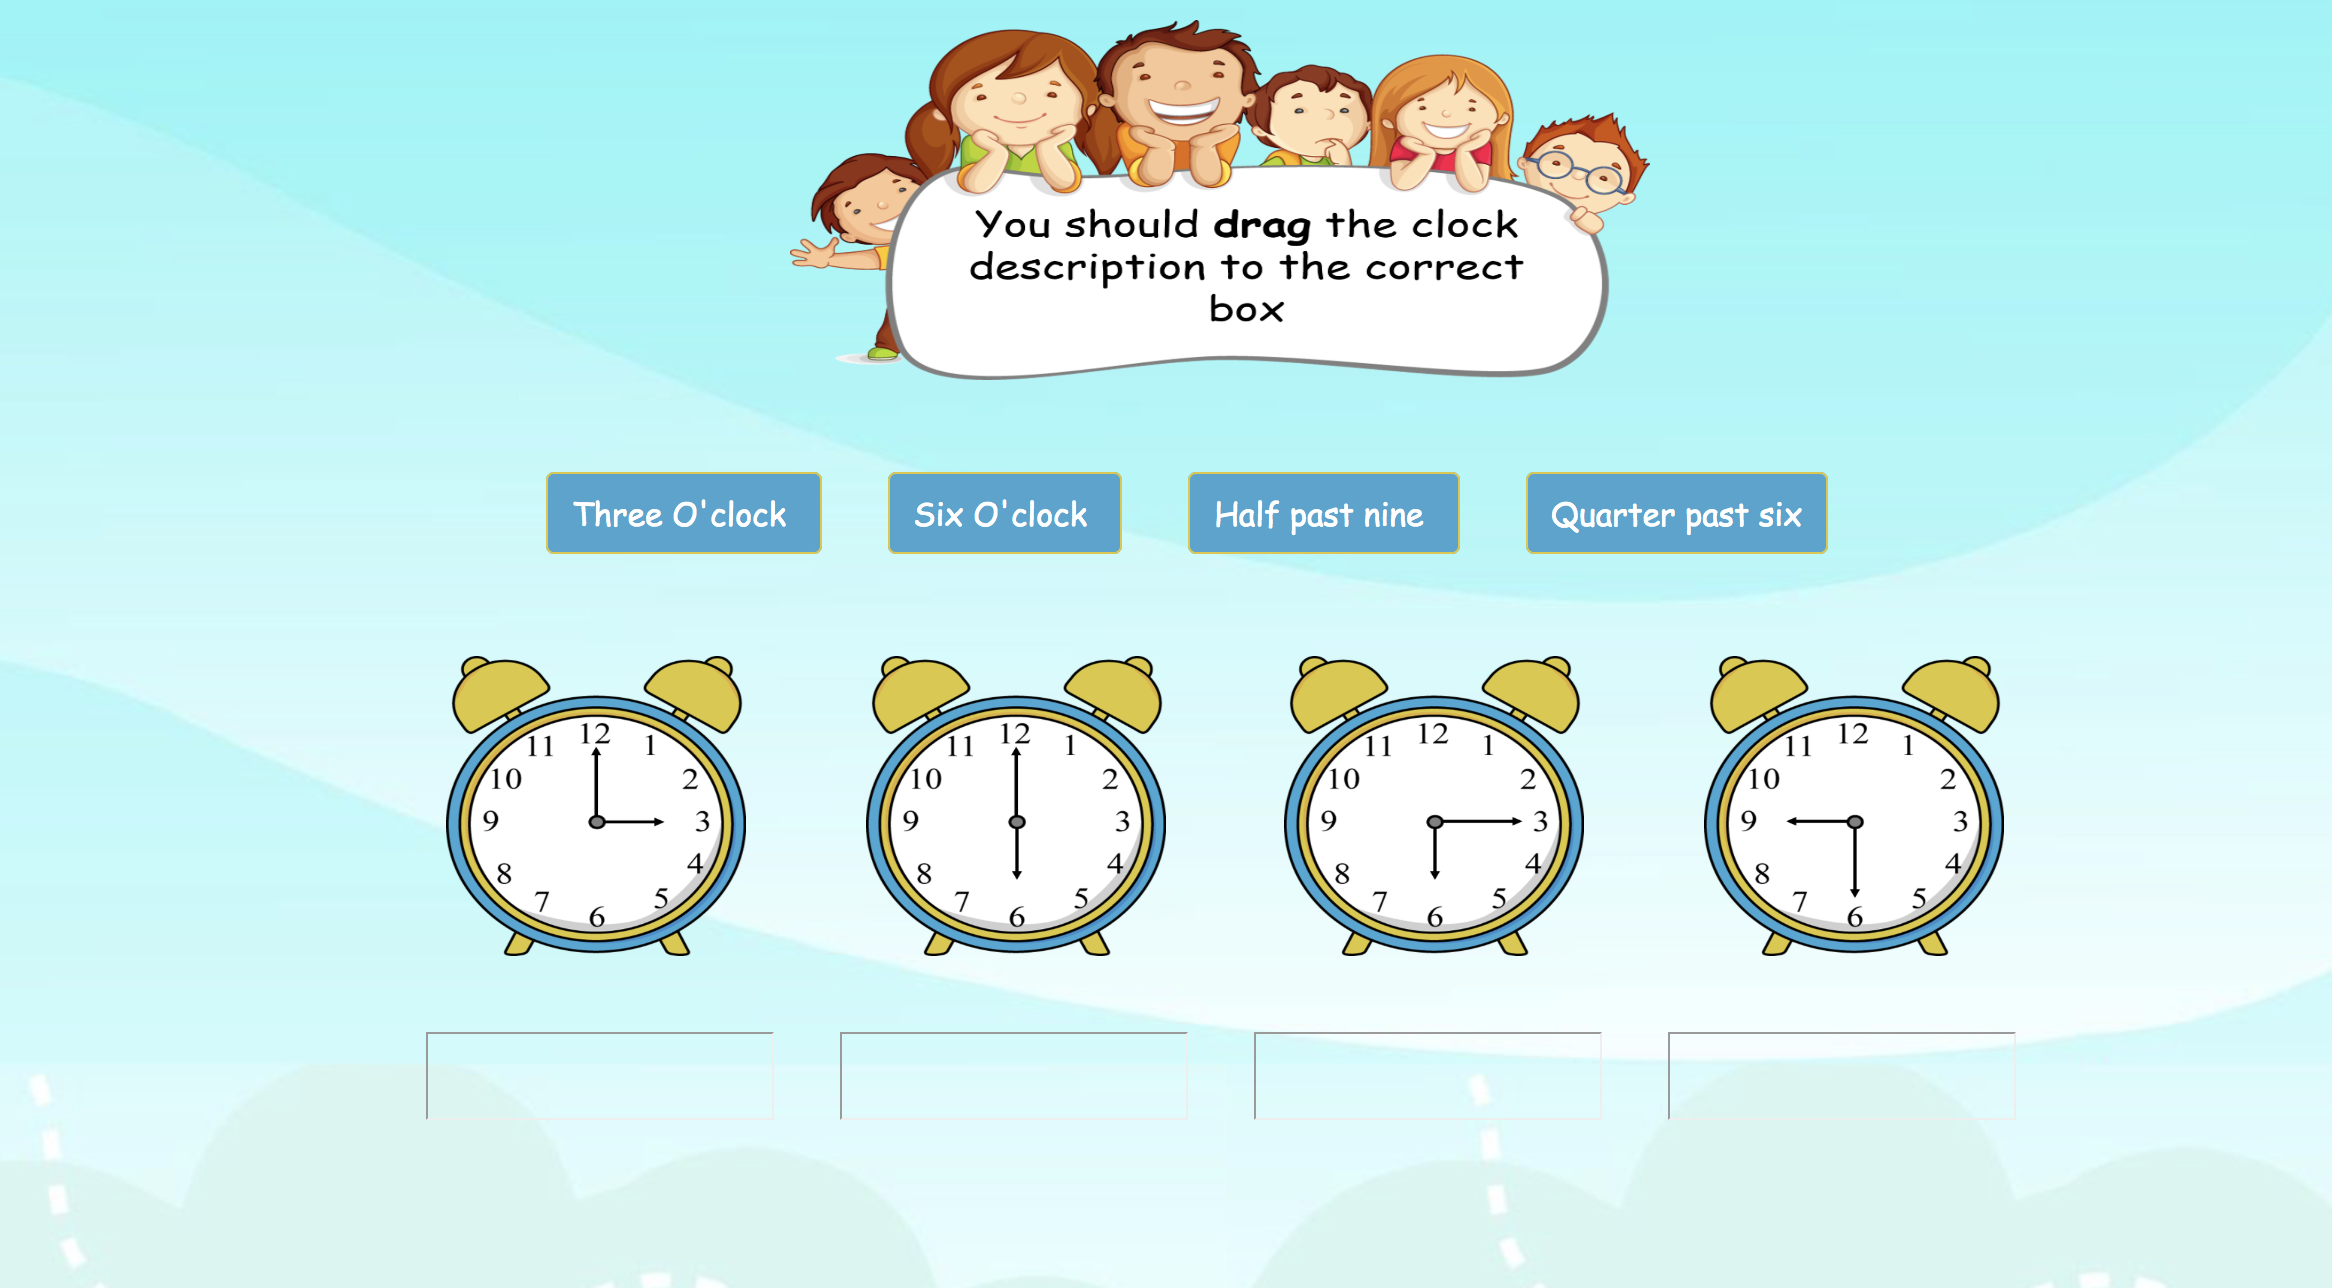 You should drag the clock
description to the correct
box
Three O'clock Six O'clock Half past nine Quarter past six
12 1 2 3 4 5 6 7 8 9 10 11
12 1 2 3 4 5 6 7 8 9 10 11
12 1 2 3 4 5 6 7 8 9 10 11
12 1 2 3 4 5 6 7 8 9 10 11